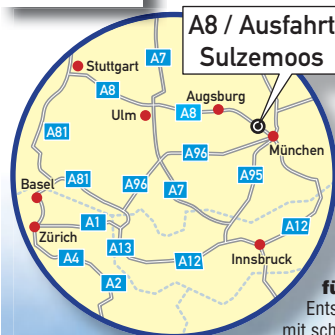 A8 / Ausfahrt
Sulzemoos
A7
Stuttgart
A8
Augsburg
Ulm
A8
A81
München
A96
Basel
A81
A96
A7
A95
A1
Zürich
A13
A12
A4
A12
Innsbruck
A2
fü
Ents
mit sch